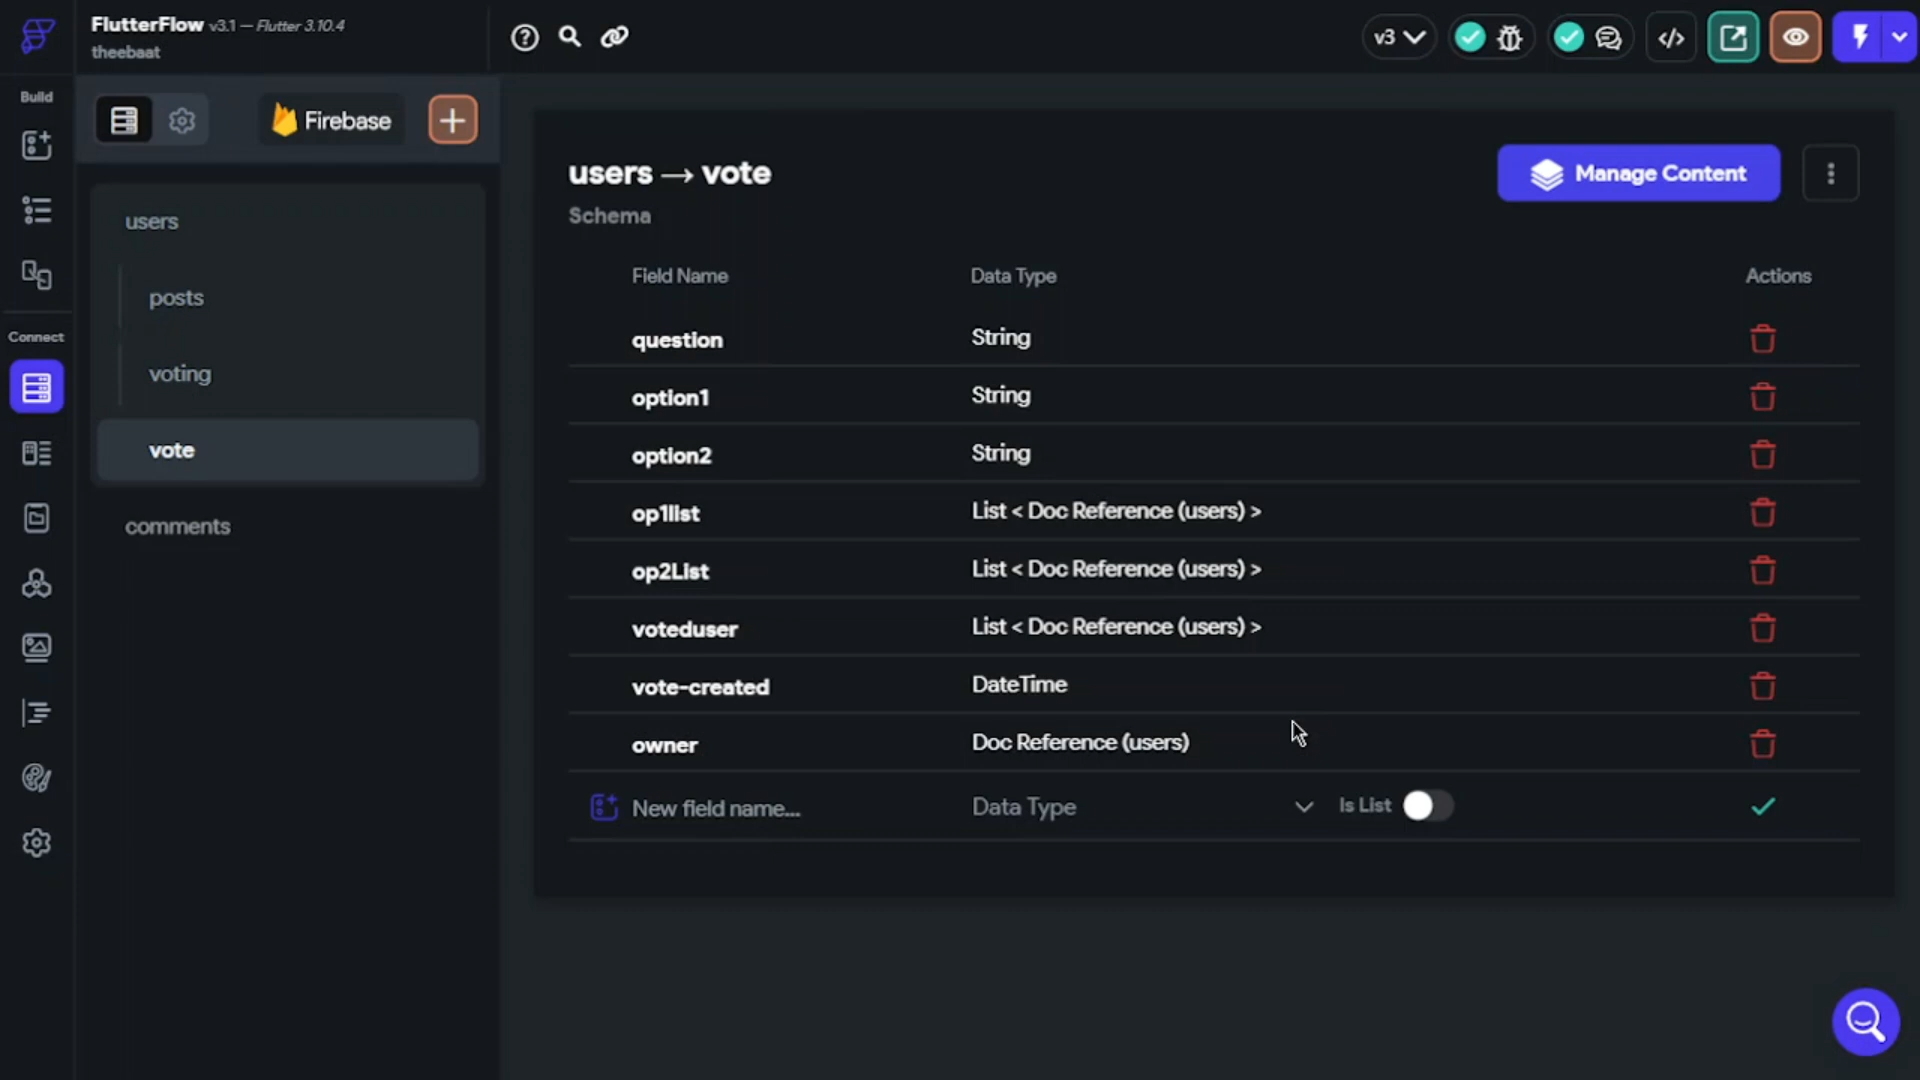 FlutterFlow v3.1 — Flutter 3.10.4
theebaat
v3
Build
Connect
Firebase
users
posts
voting
vote
comments
users → vote
Schema
Manage Content
Field Name Data Type Actions
question String
option1 String
option2 String
op1list List < Doc Reference (users) >
op2List List < Doc Reference (users) >
voteduser List < Doc Reference (users) >
vote-created DateTime
owner Doc Reference (users)
New field name... Data Type Is List